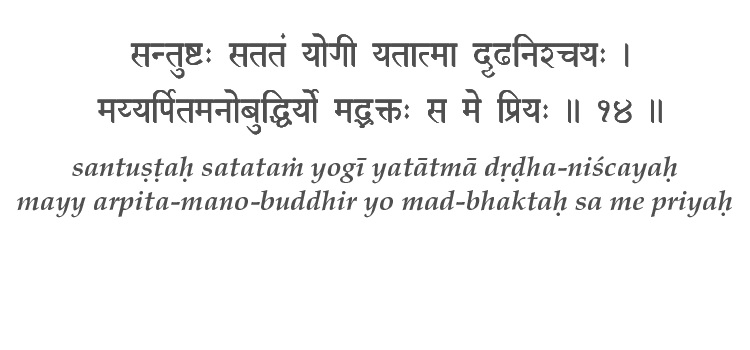 सन्तुष्टः सततं योगी यतात्मा दृढनिश्चयः ।
मय्यर्पितमनोबुद्धिर्यो मद्भक्तः स मे प्रियः ॥ १४ ॥
santuṣṭaḥ satataṁ yogī yatātmā dṛḍha-niścayaḥ
mayy arpita-mano-buddhir yo mad-bhaktaḥ sa me priyaḥ